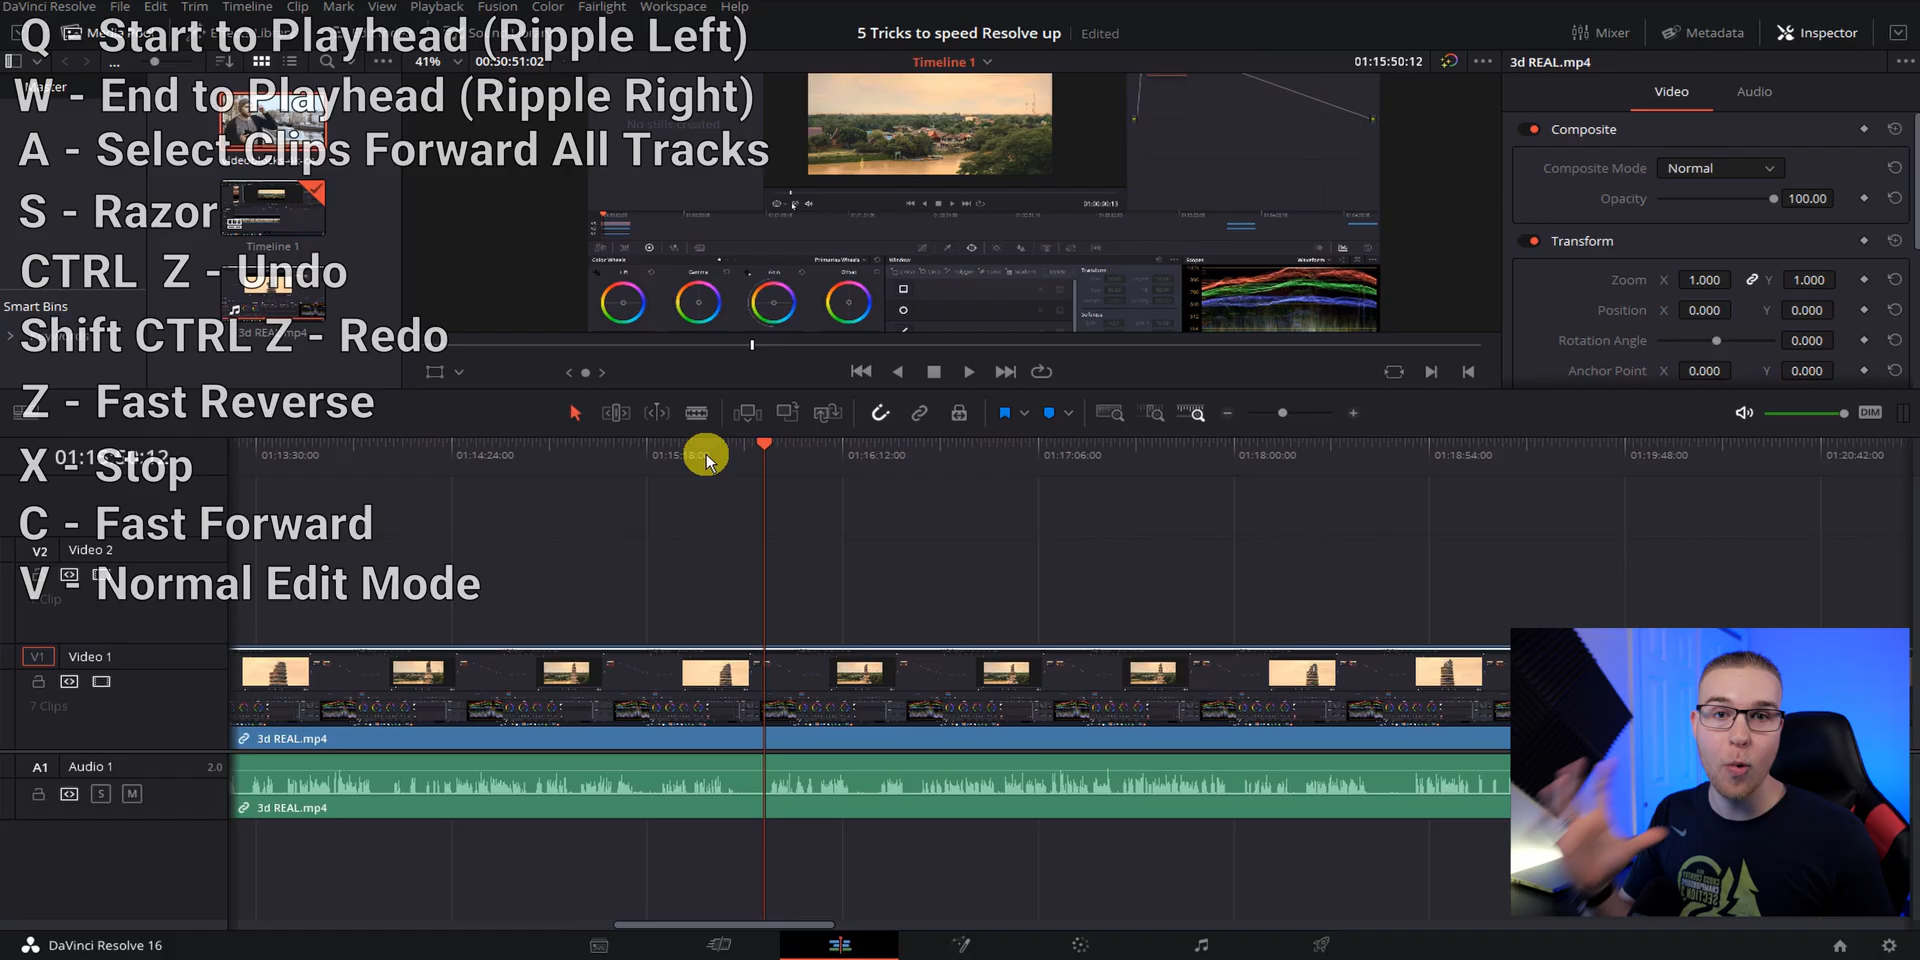 DaVinci Resolve File Edit Trim Timeline Clip Mark View Playback Fusion Color Fairlight Workspace Help
Q - Start to Playhead (Ripple Left)
5 Tricks to speed Resolve up Edited
Mixer Metadata Inspector
41% 00:50:51:02 Timeline 1 01:15:50:12 3d REAL.mp4
Master
W - End to Playhead (Ripple Right)
Video Audio
No stills created
Composite
A - Select Clips Forward All Tracks
Composite Mode Normal
Opacity 100.00
S - Razor
Timeline 1
Transform
CTRL Z - Undo
Zoom X 1.000 Y 1.000
Smart Bins
Position X 0.000 Y 0.000
3d REAL.mp4
Shift CTRL Z - Redo
Rotation Angle 0.000
Anchor Point X 0.000 Y 0.000
Z - Fast Reverse
DIM
01:13:30:00 01:14:24:00 01:16:12:00 01:17:06:00 01:18:00:00 01:18:54:00 01:19:48:00 01:20:42:00
X - Stop
C - Fast Forward
V2 Video 2
V - Normal Edit Mode
Clip
V1 Video 1
7 Clips
3d REAL.mp4
A1 Audio 1 2.0
S M
3d REAL.mp4
DaVinci Resolve 16